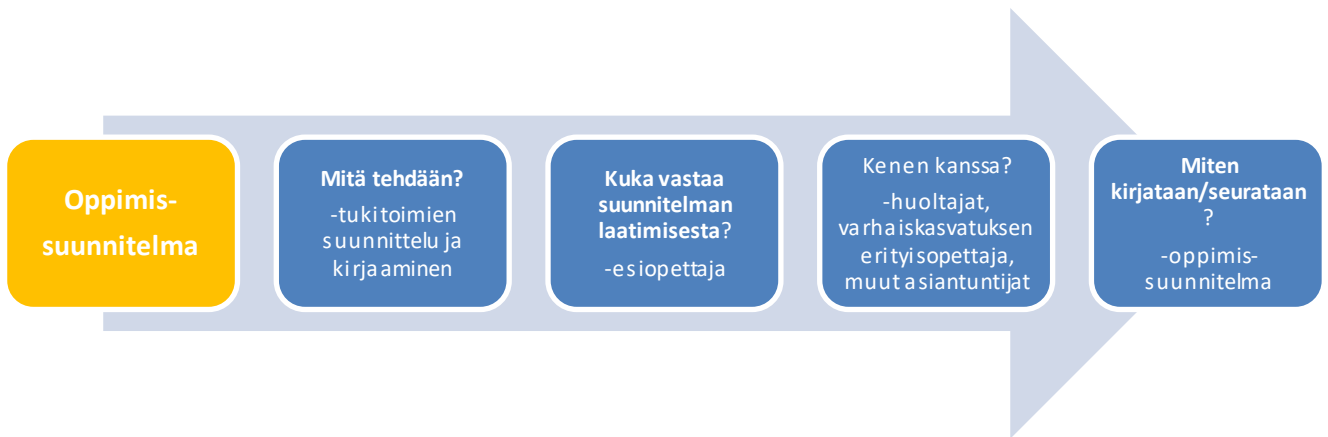 Oppimis-
suunnitelma
Mitä tehdään?
-tukitoimien
suunnittelu ja
kirjaaminen
Kuka vastaa
suunnitelman
laatimisesta?
-esiopettaja
Kenen kanssa?
-huoltajat,
varhaiskasvatuksen
erityisopettaja,
muut asiantuntijat
Miten
kirjataan/seurataan
?
-oppimis-
suunnitelma